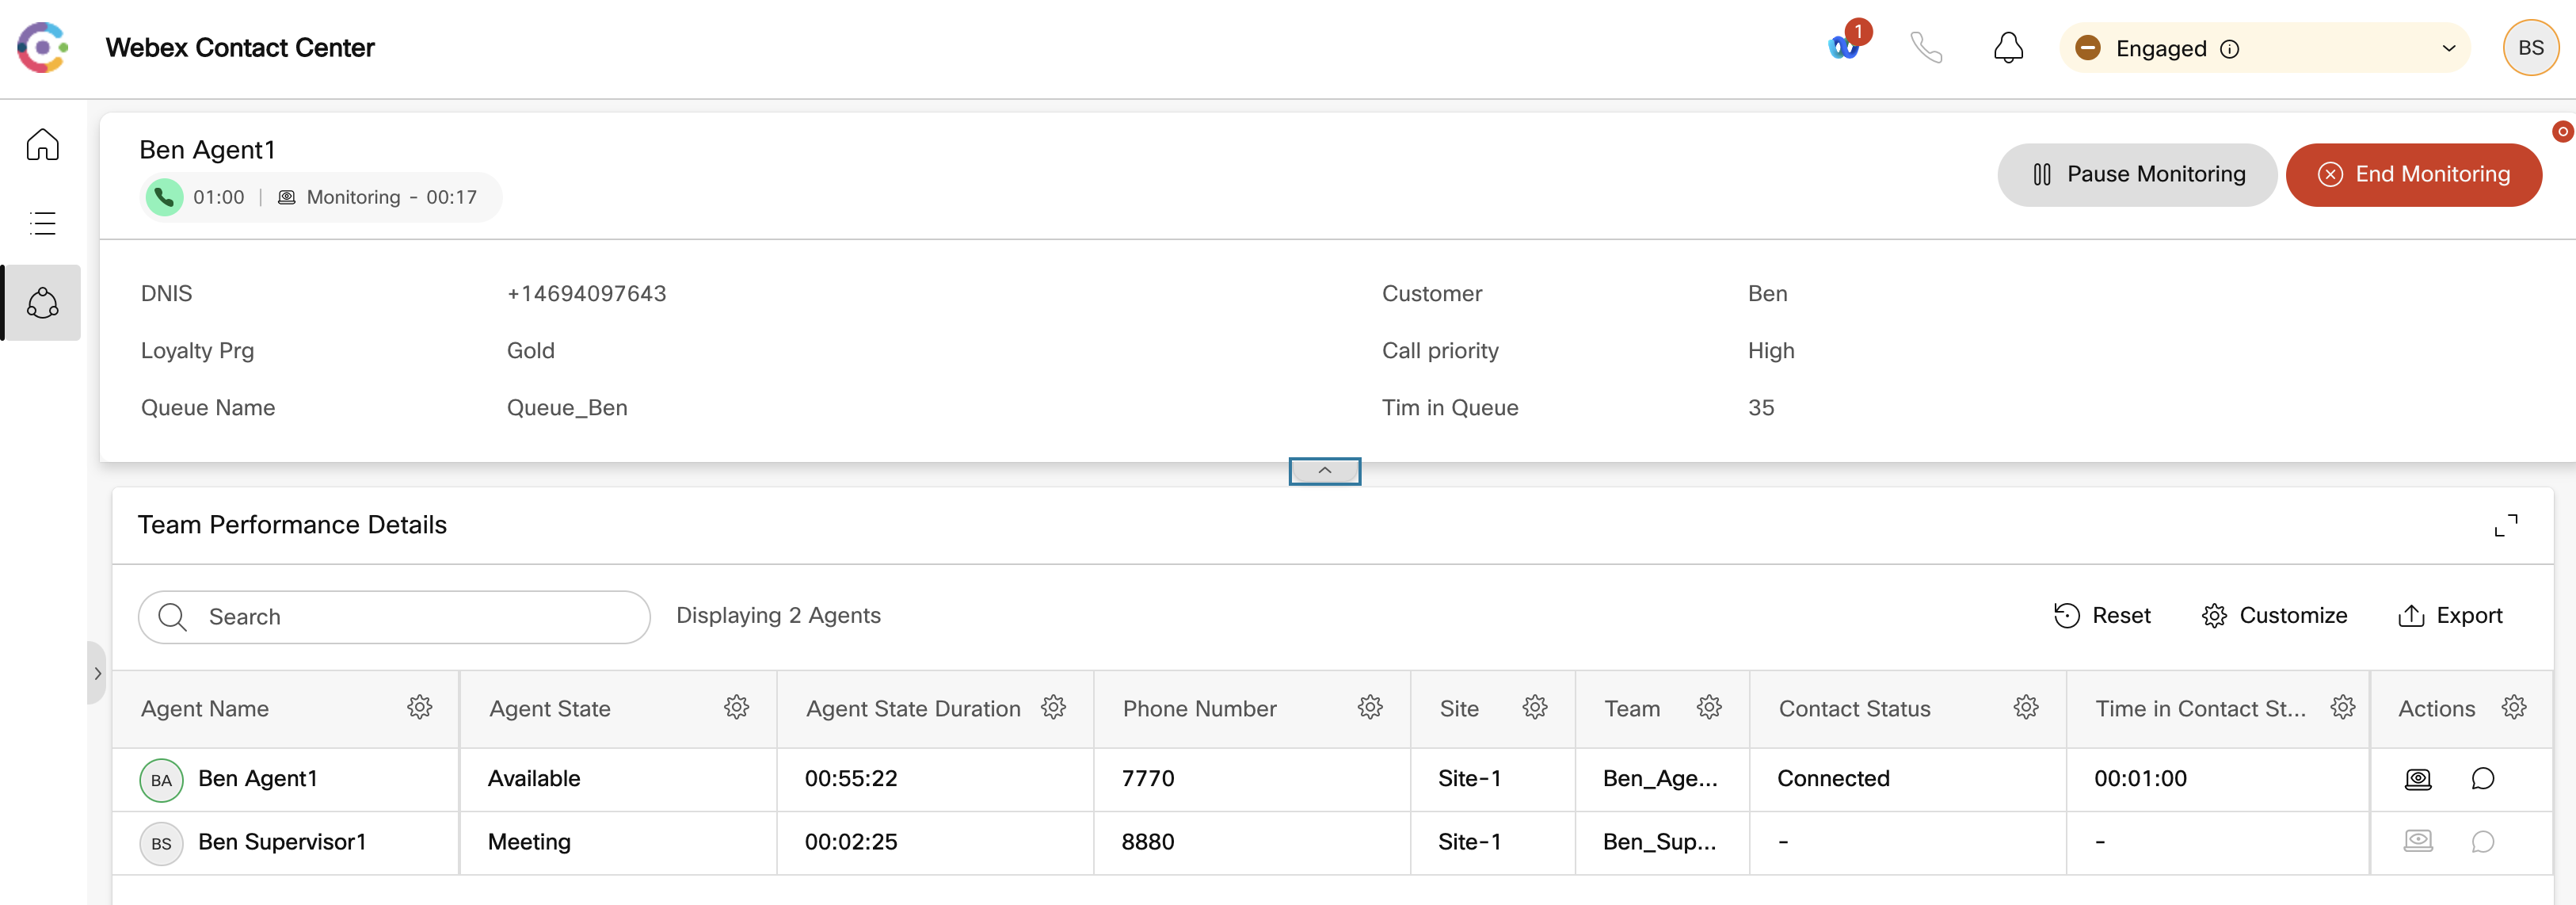 Webex Contact Center
1
Engaged
BS
Ben Agent1
01:00 | Monitoring - 00:17
Pause Monitoring
End Monitoring
DNIS +14694097643 Customer Ben
Loyalty Prg Gold Call priority High
Queue Name Queue_Ben Tim in Queue 35
Team Performance Details
Search
Displaying 2 Agents
Reset
Customize
Export
Agent Name Agent State Agent State Duration Phone Number Site Team Contact Status Time in Contact St... Actions
BA Ben Agent1 Available 00:55:22 7770 Site-1 Ben_Age... Connected 00:01:00
BS Ben Supervisor1 Meeting 00:02:25 8880 Site-1 Ben_Sup... - -